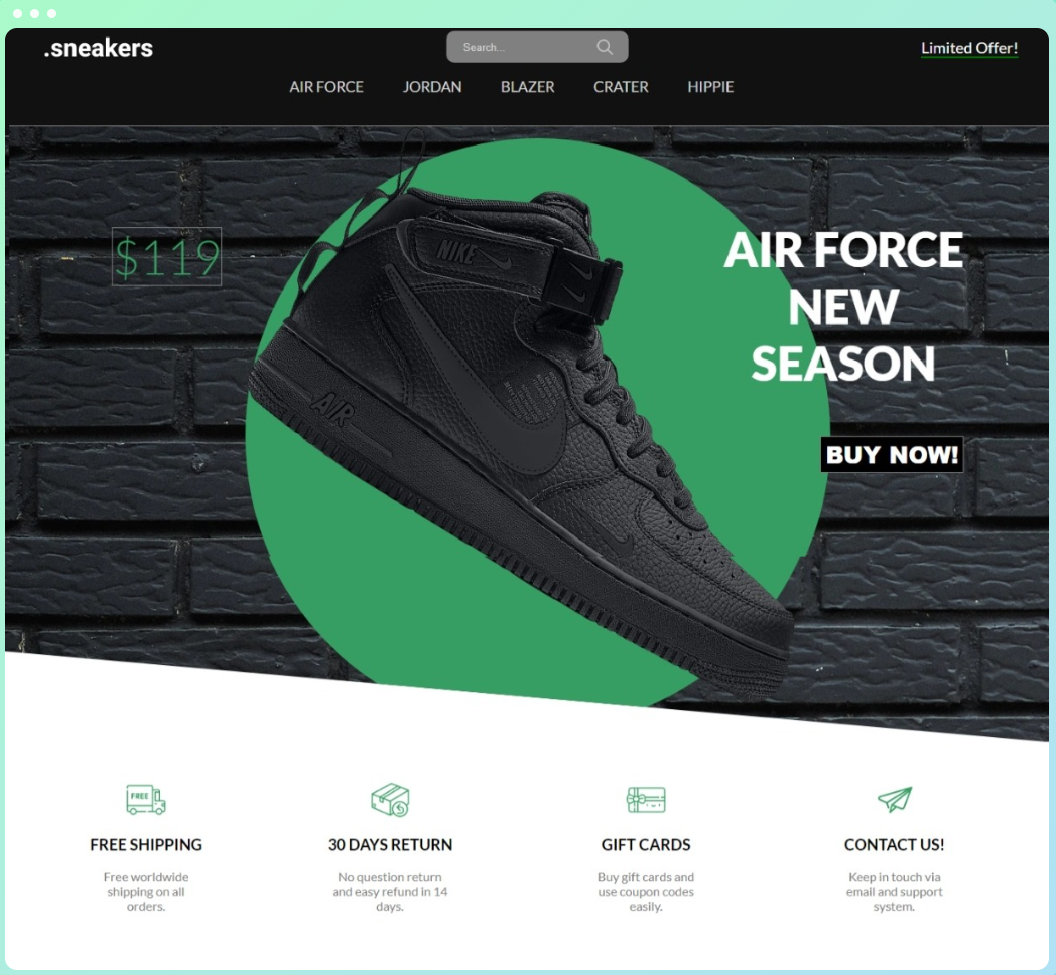 .sneakers
Search...
Limited Offer!
AIR FORCE
JORDAN
BLAZER
CRATER
HIPPIE
$119
NIKE
AIR
AIR FORCE
NEW
SEASON
BUY NOW!
FREE
FREE SHIPPING
Free worldwide
shipping on all
orders.
30 DAYS RETURN
No question return
and easy refund in 14
days.
GIFT CARDS
Buy gift cards and
use coupon codes
easily.
CONTACT US!
Keep in touch via
email and support
system.